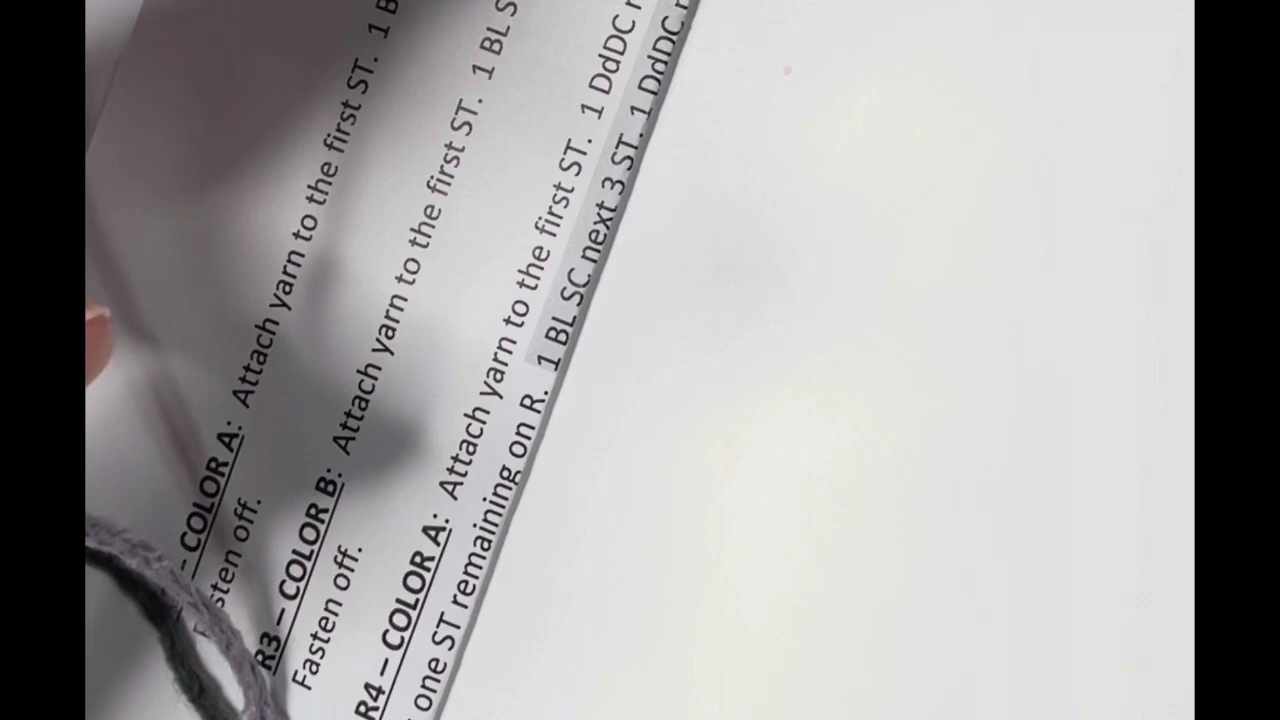 - COLOR A: Attach yarn to the first ST. 1 B
sten off.
R3 – COLOR B: Attach yarn to the first ST. 1 BL S
Fasten off.
R4 – COLOR A: Attach yarn to the first ST. 1 DdDC n
one ST remaining on R. 1 BL SC next 3 ST. 1 DdDC n